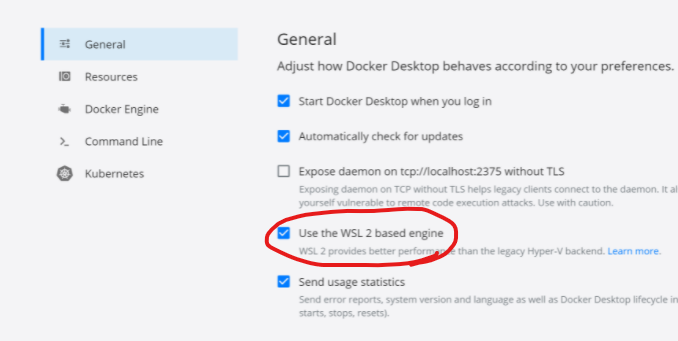 General
Resources
Docker Engine
Command Line
Kubernetes
General
Adjust how Docker Desktop behaves according to your preferences.
Start Docker Desktop when you log in
Automatically check for updates
Expose daemon on tcp://localhost:2375 without TLS
Exposing daemon on TCP without TLS helps legacy clients connect to the daemon. It al
yourself vulnerable to remote code execution attacks. Use with caution.
Use the WSL 2 based engine
WSL 2 provides better performance than the legacy Hyper-V backend. Learn more.
Send usage statistics
Send error reports, system version and language as well as Docker Desktop lifecycle in
starts, stops, resets).